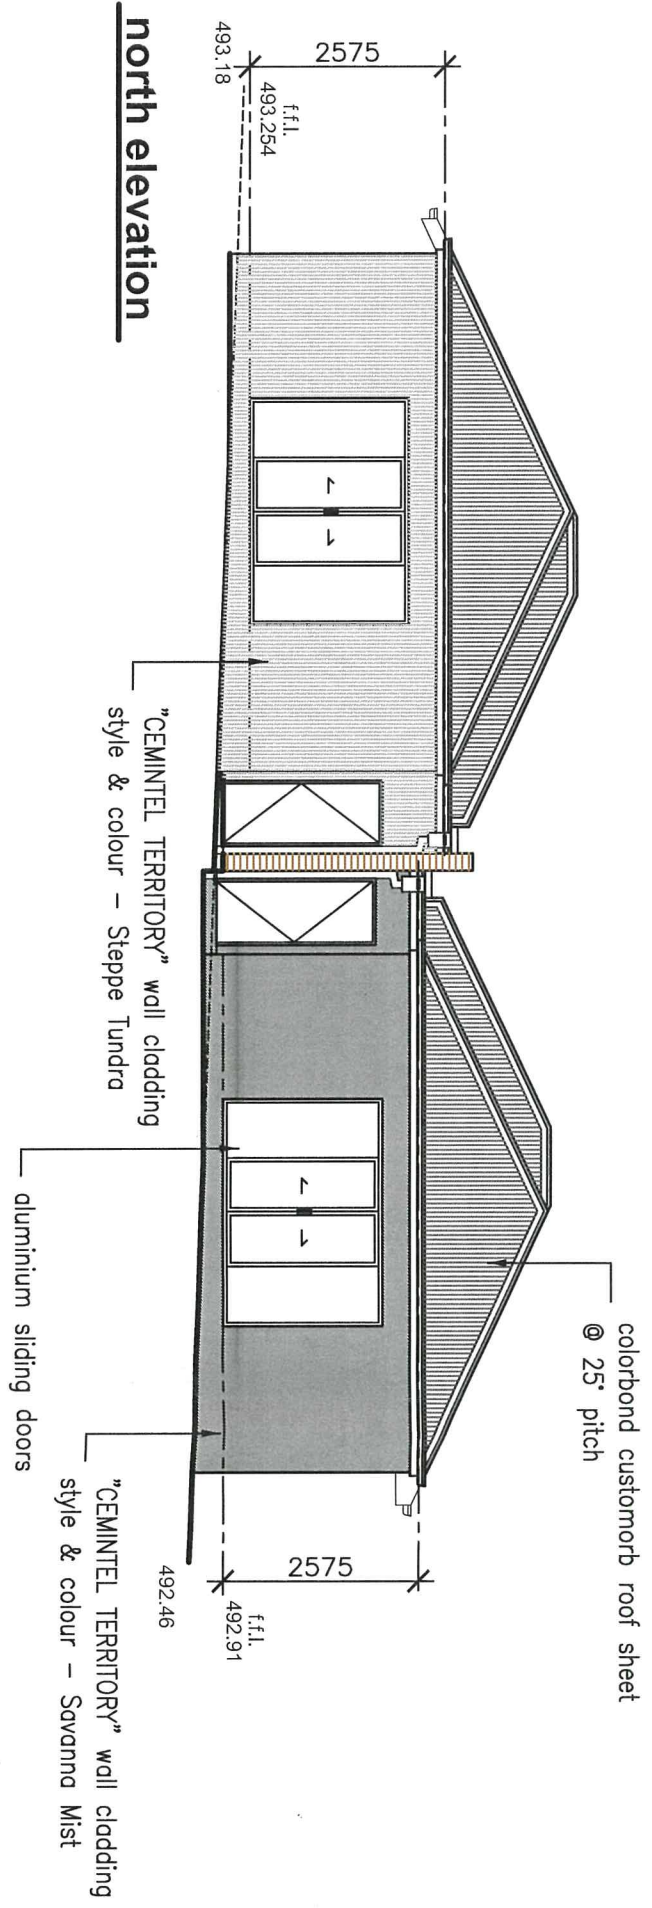 colorbond customorb roof sheet
@ 25° pitch
2575
f.f.l.
493.254
493.18
2575
f.f.l.
492.91
492.46
"CEMINTEL TERRITORY" wall cladding
style & colour – Steppe Tundra
aluminium sliding doors
"CEMINTEL TERRITORY" wall cladding
style & colour – Savanna Mist
north elevation